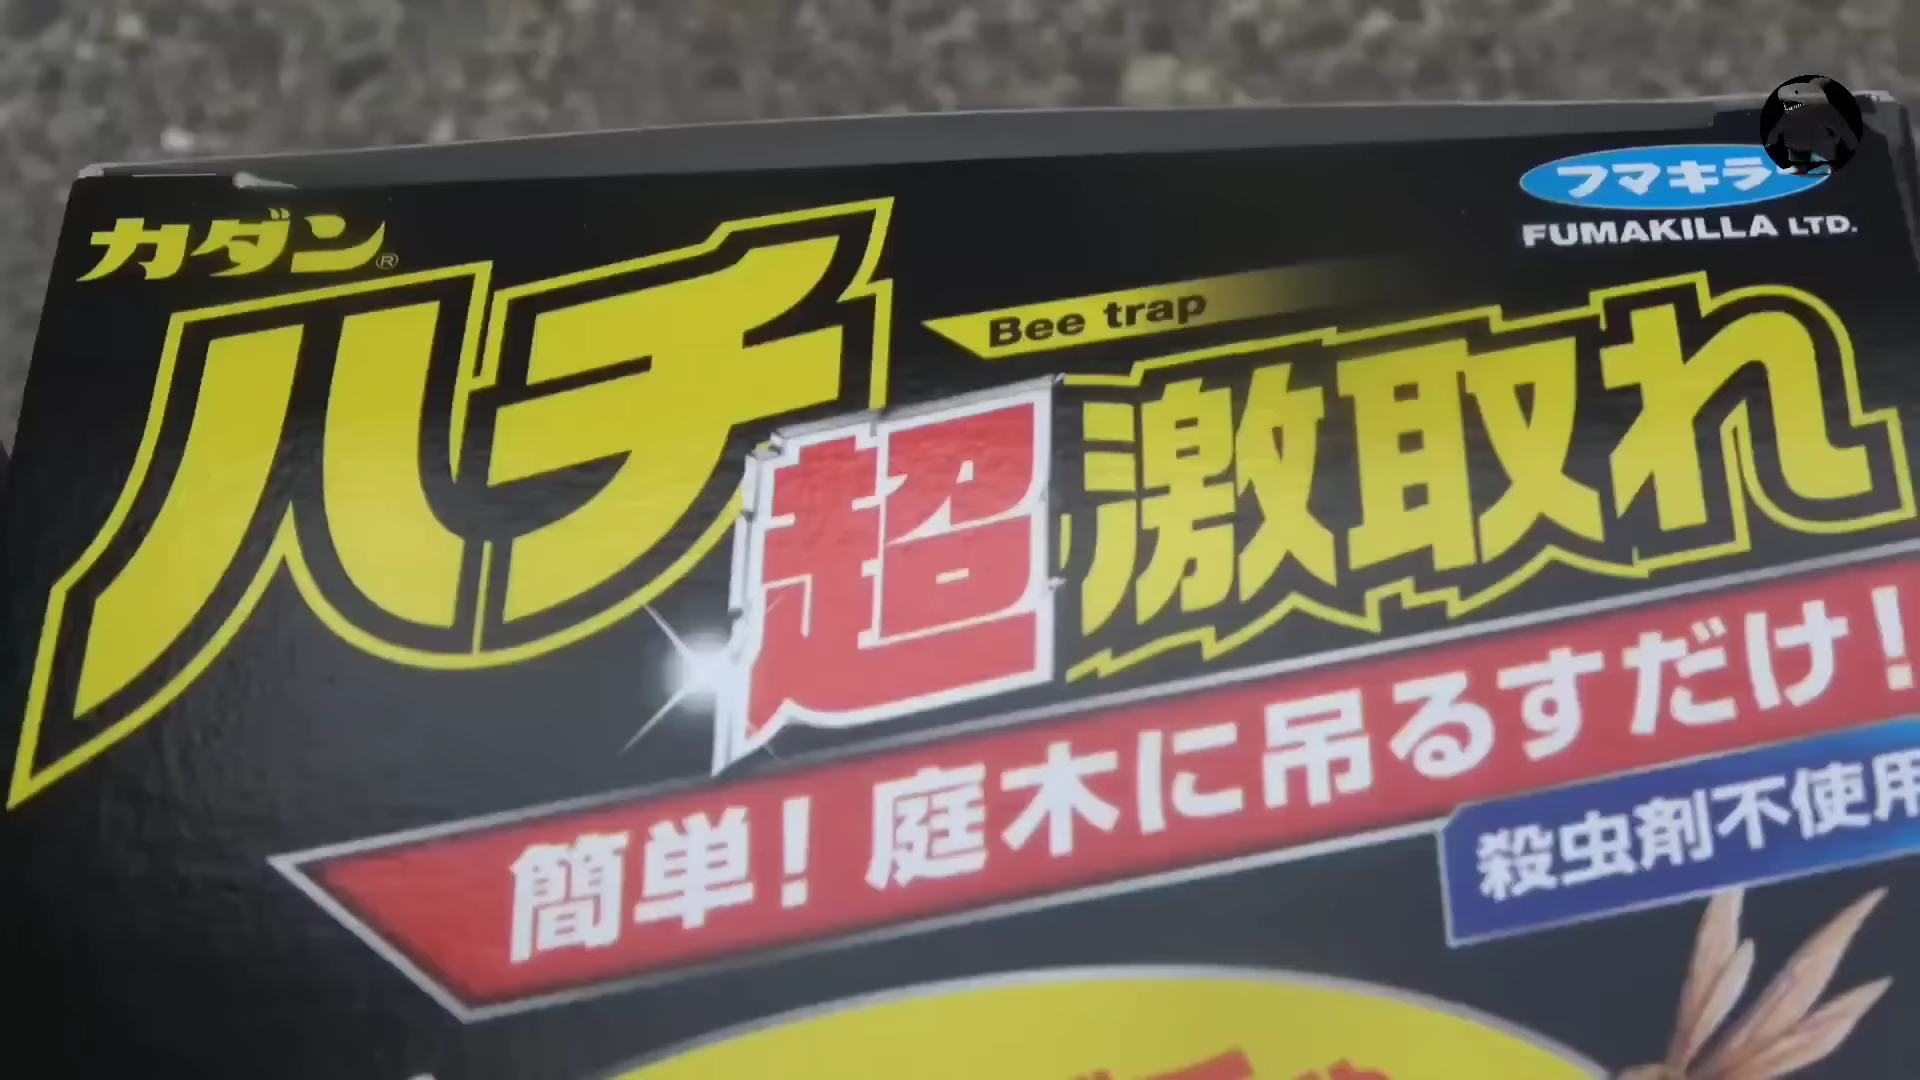 カダン®
フマキラー
FUMAKILLA LTD.
Bee trap
ハチ超激取れ
簡単!庭木に吊るすだけ!
殺虫剤不使用